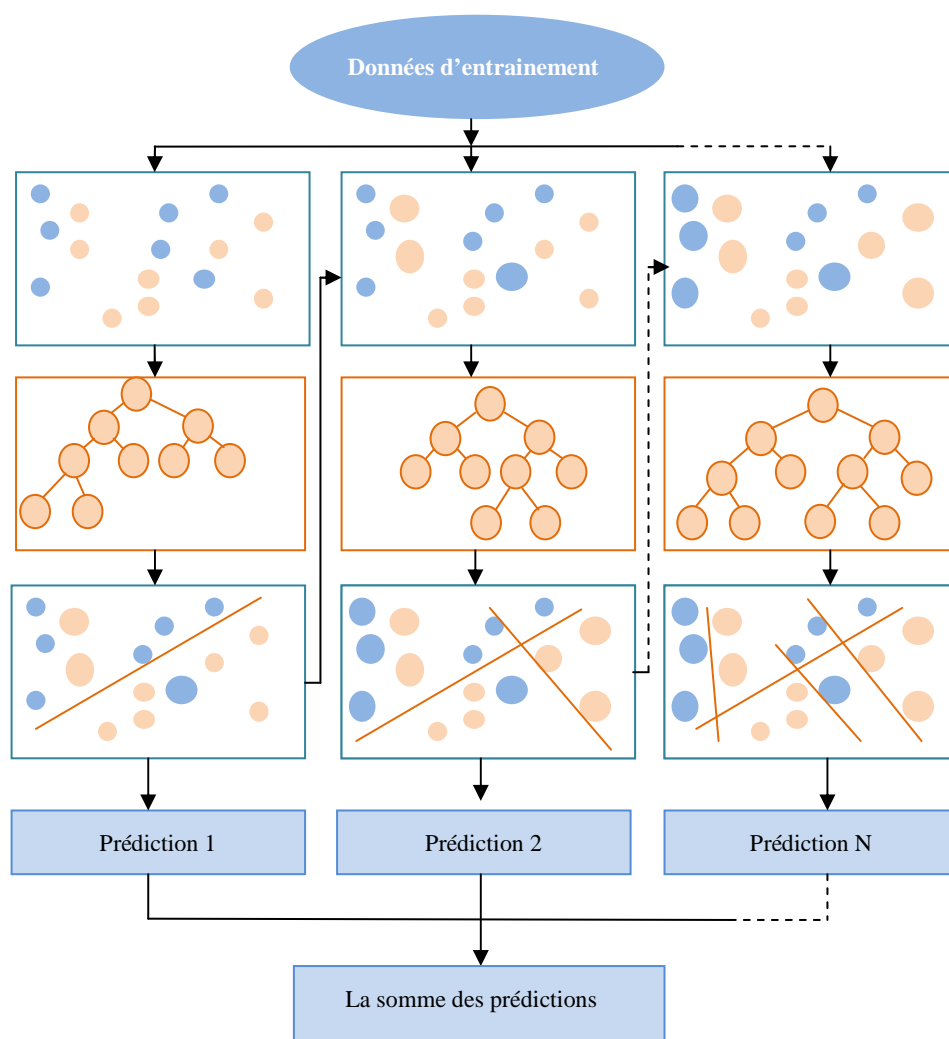 Données d’entrainement
Prédiction 1
Prédiction 2
Prédiction N
La somme des prédictions